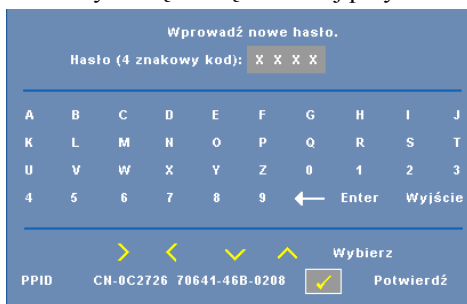 Wprowadź nowe hasło.
Hasło (4 znakowy kod): X X X X
A B C D E F G H I J
K L M N O P Q R S T
U V W X Y Z 0 1 2 3
4 5 6 7 8 9 ← Enter Wyjście
> < ∨ ∧ Wybierz
PPID CN-0C2726 70641-46B-0208 ✓ Potwierdź